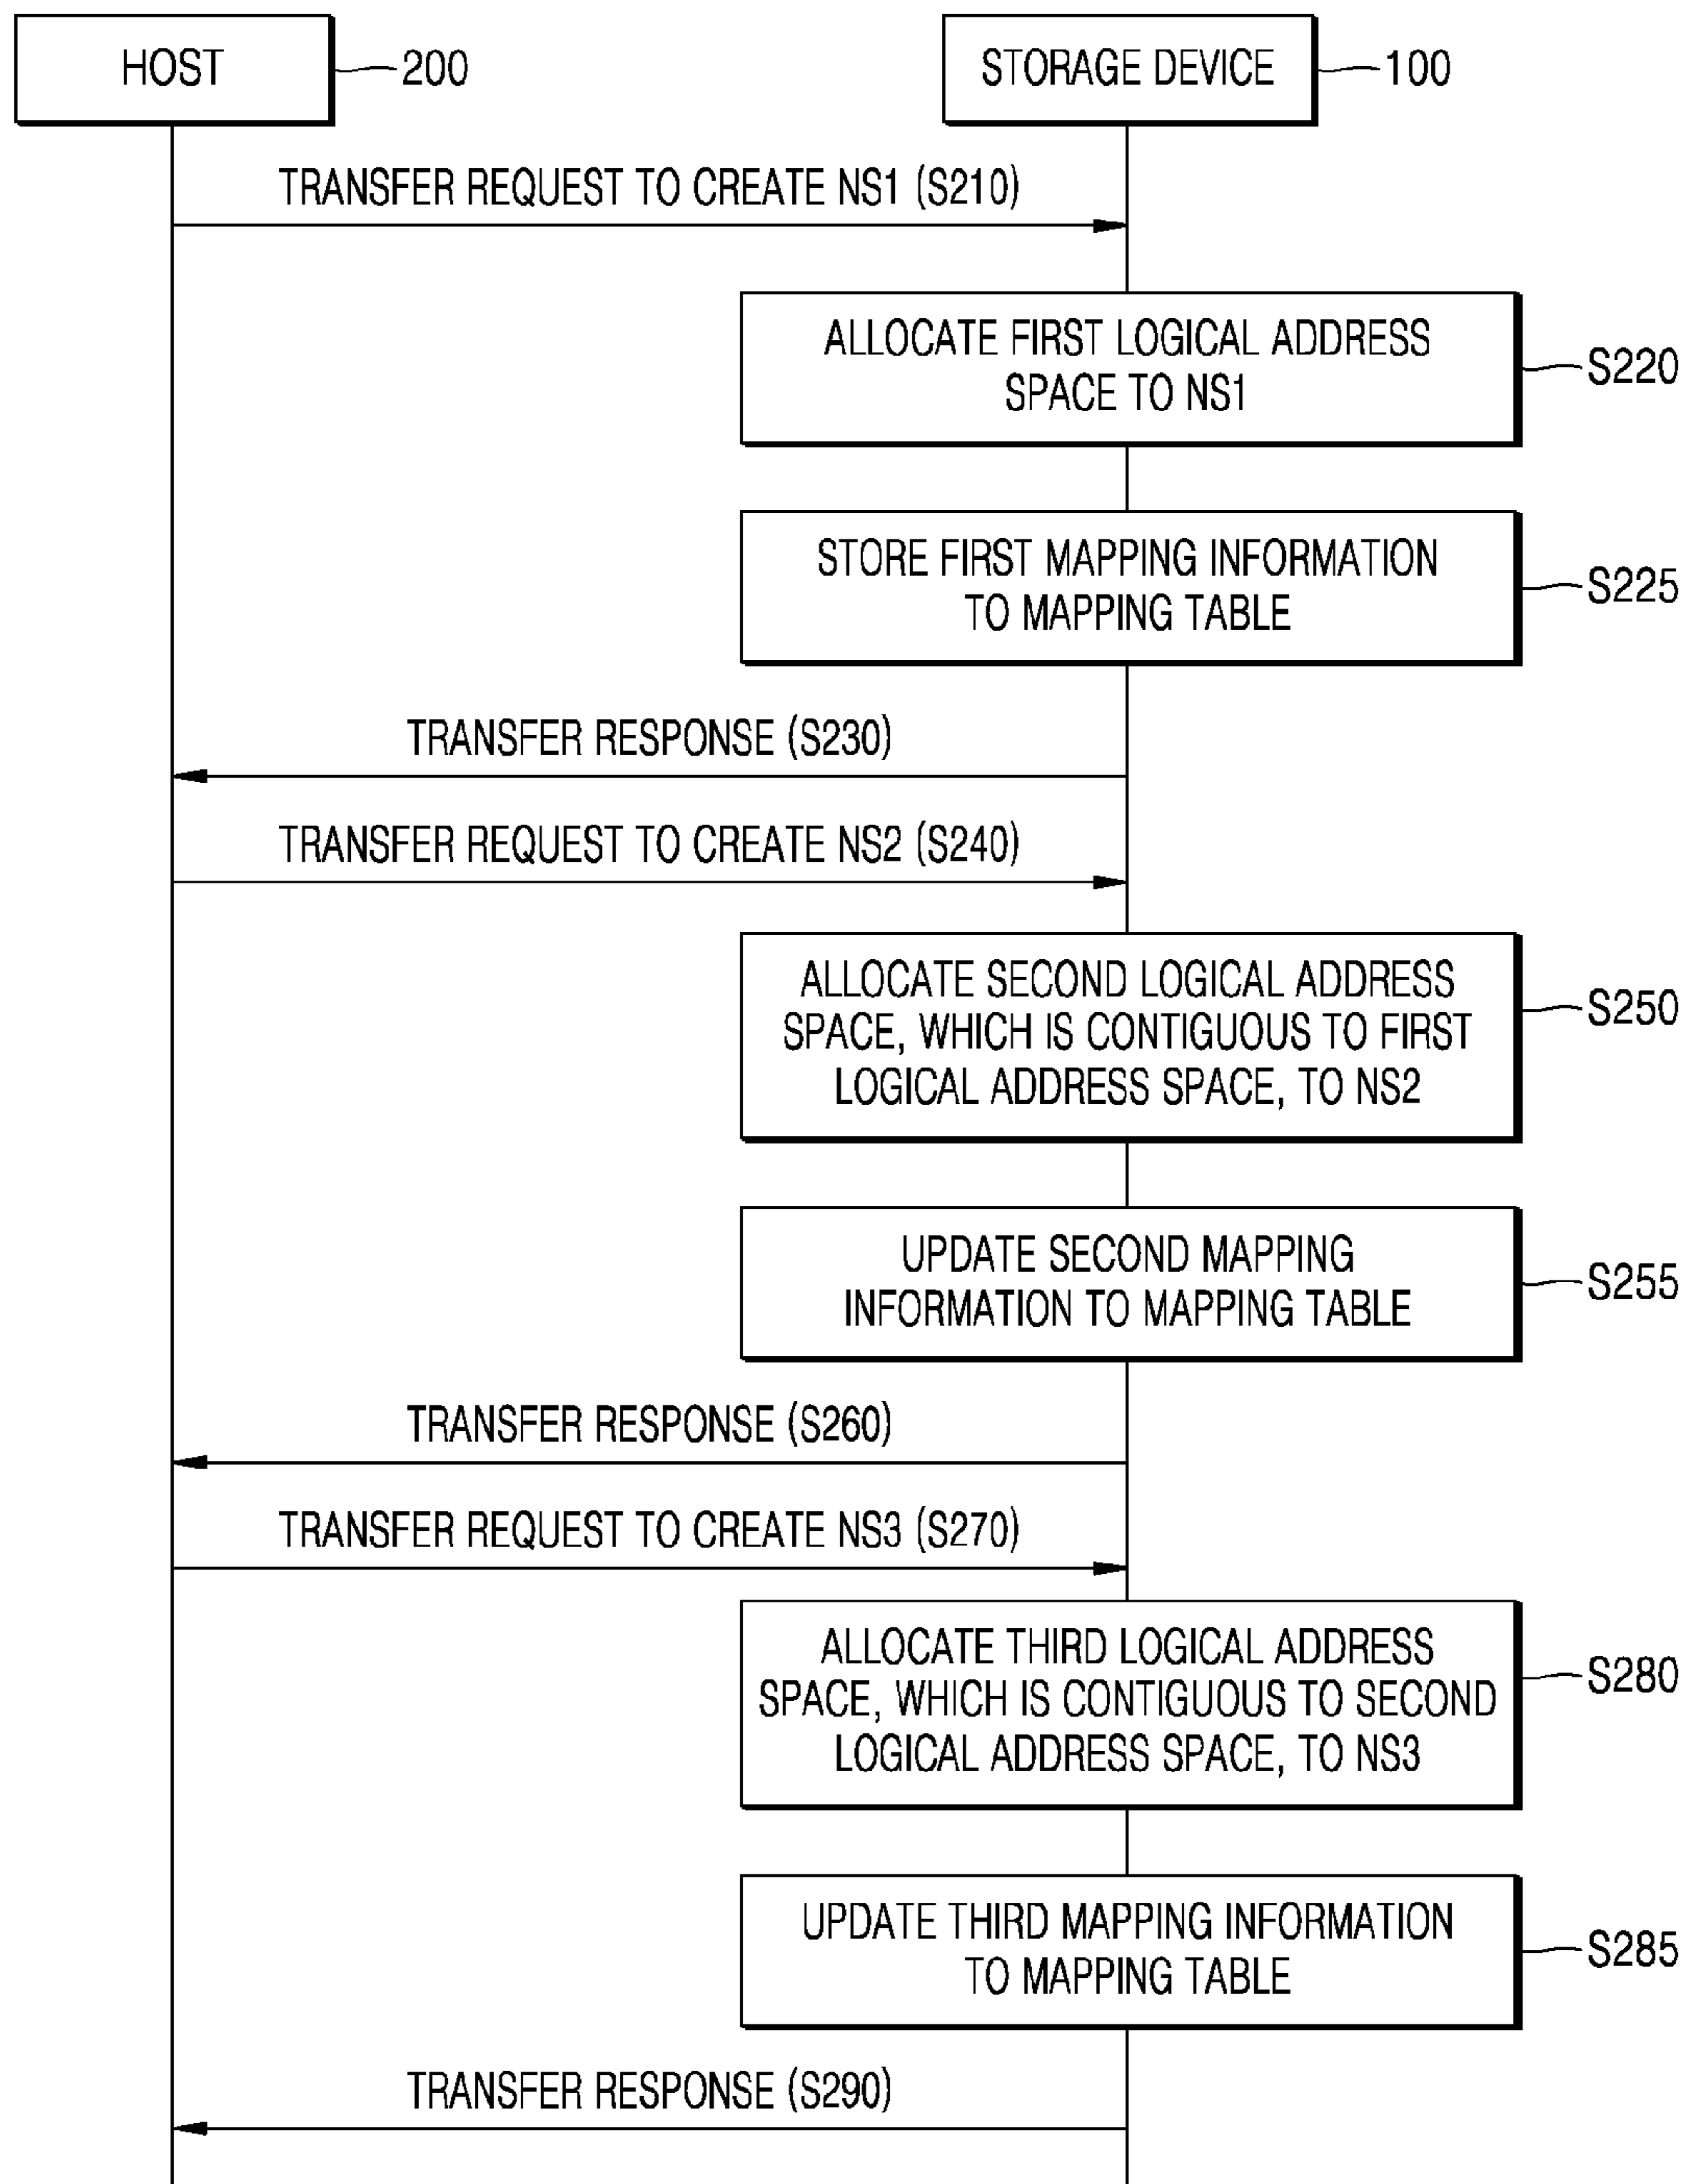 HOST
200
STORAGE DEVICE
100
TRANSFER REQUEST TO CREATE NS1 (S210)
ALLOCATE FIRST LOGICAL ADDRESS
SPACE TO NS1
S220
STORE FIRST MAPPING INFORMATION
TO MAPPING TABLE
S225
TRANSFER RESPONSE (S230)
TRANSFER REQUEST TO CREATE NS2 (S240)
ALLOCATE SECOND LOGICAL ADDRESS
SPACE, WHICH IS CONTIGUOUS TO FIRST
LOGICAL ADDRESS SPACE, TO NS2
S250
UPDATE SECOND MAPPING
INFORMATION TO MAPPING TABLE
S255
TRANSFER RESPONSE (S260)
TRANSFER REQUEST TO CREATE NS3 (S270)
ALLOCATE THIRD LOGICAL ADDRESS
SPACE, WHICH IS CONTIGUOUS TO SECOND
LOGICAL ADDRESS SPACE, TO NS3
S280
UPDATE THIRD MAPPING INFORMATION
TO MAPPING TABLE
S285
TRANSFER RESPONSE (S290)